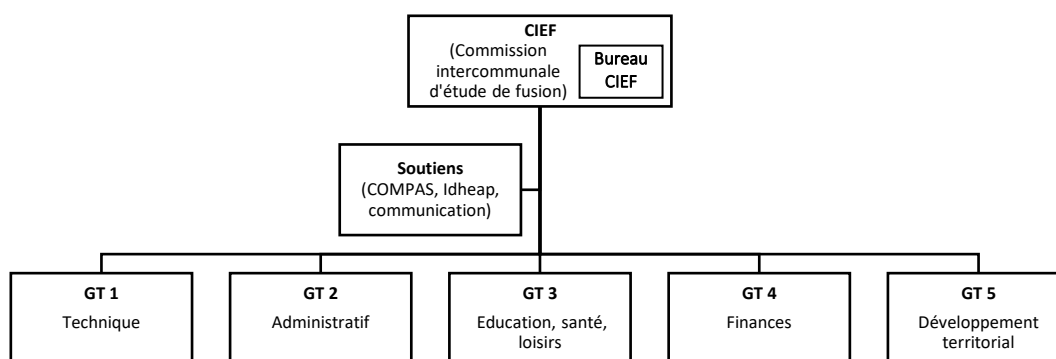 CIEF
(Commission
intercommunale
d'étude de fusion)
Bureau
CIEF
Soutiens
(COMPAS, Idheap,
communication)
GT 1
Technique
GT 2
Administratif
GT 3
Education, santé,
loisirs
GT 4
Finances
GT 5
Développement
territorial